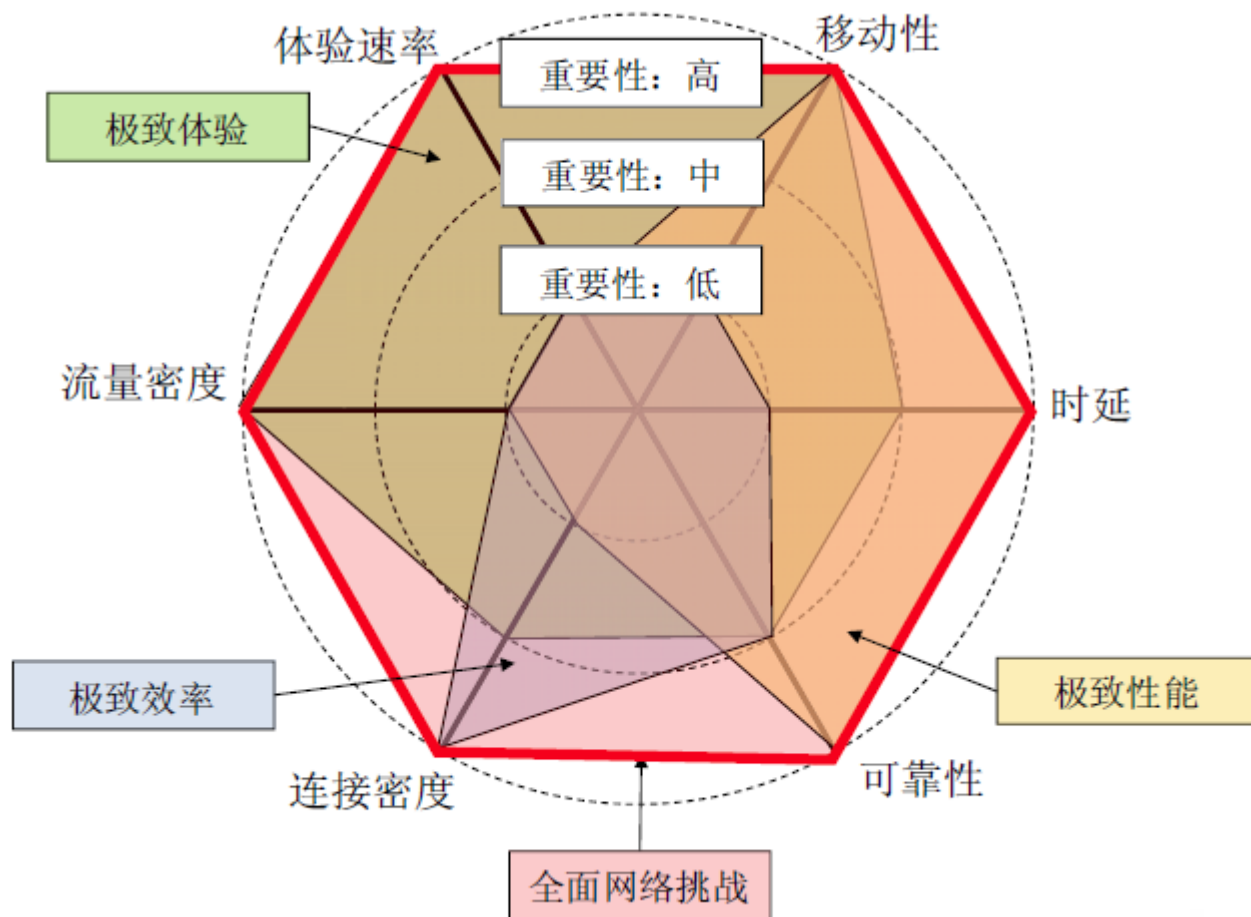 体验速率
移动性
重要性：高
极致体验
重要性：中
重要性：低
流量密度
时延
极致效率
极致性能
连接密度
可靠性
全面网络挑战